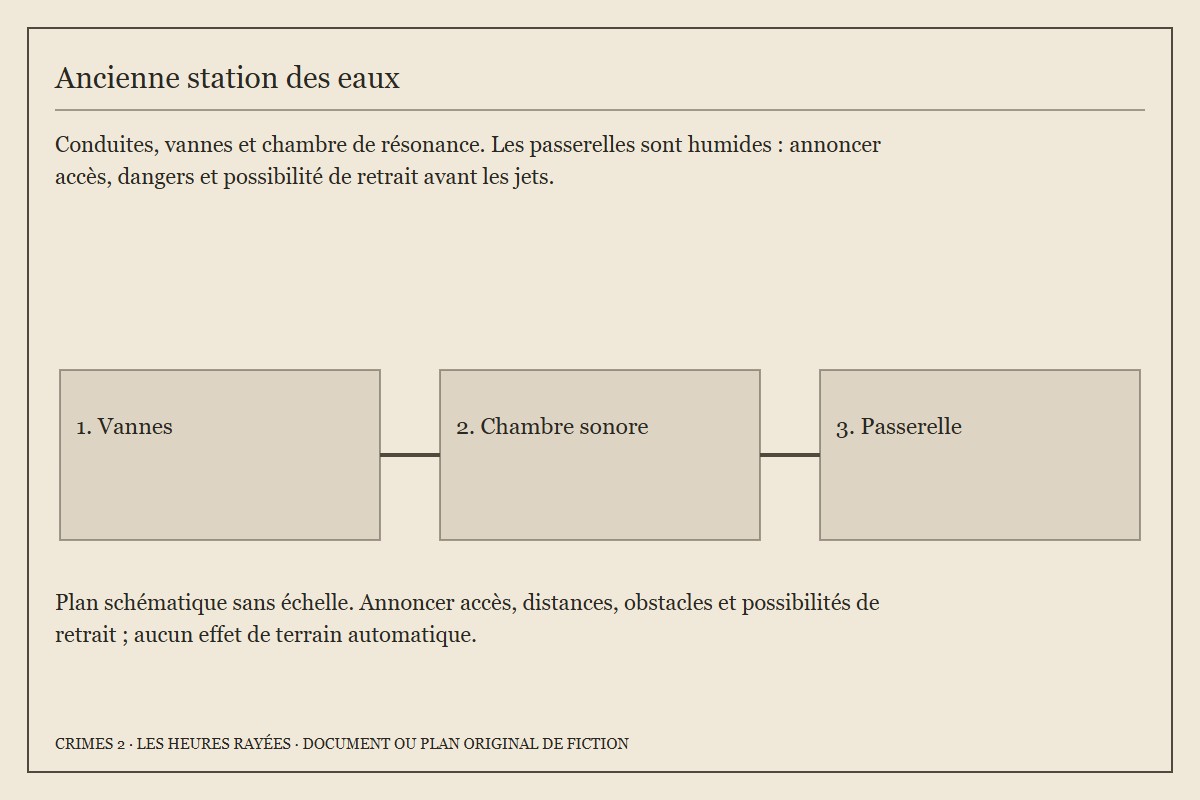 Ancienne station des eaux
Conduites, vannes et chambre de résonance. Les passerelles sont humides : annoncer
accès, dangers et possibilité de retrait avant les jets.
1. Vannes
2. Chambre sonore
3. Passerelle
Plan schématique sans échelle. Annoncer accès, distances, obstacles et possibilités de
retrait ; aucun effet de terrain automatique.
CRIMES 2 · LES HEURES RAYÉES · DOCUMENT OU PLAN ORIGINAL DE FICTION